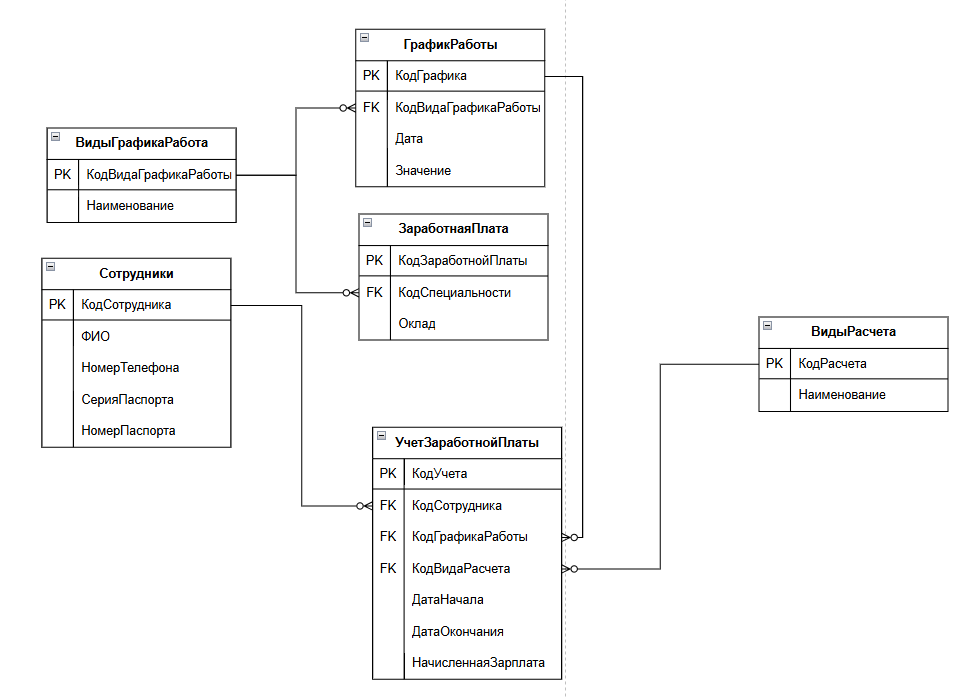 ГрафикРаботы
PK КодГрафика
FK КодВидаГрафикаРаботы
Дата
Значение
ВидыГрафикаРабота
PK КодВидаГрафикаРаботы
Наименование
ЗаработнаяПлата
PK КодЗаработнойПлаты
FK КодСпециальности
Оклад
Сотрудники
PK КодСотрудника
ФИО
НомерТелефона
СерияПаспорта
НомерПаспорта
ВидыРасчета
PK КодРасчета
Наименование
УчетЗаработнойПлаты
PK КодУчета
FK КодСотрудника
FK КодГрафикаРаботы
FK КодВидаРасчета
ДатаНачала
ДатаОкончания
НачисленнаяЗарплата